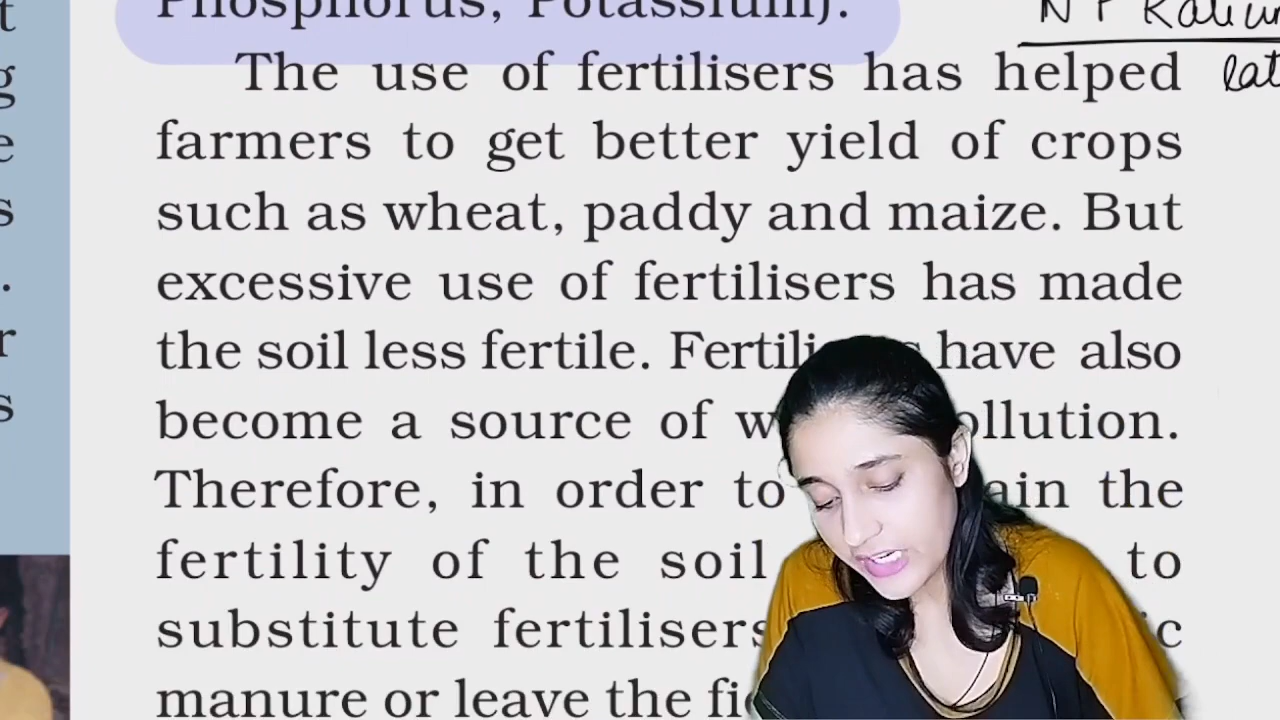 Phosphorus, Potassium).
N P Kalium
The use of fertilisers has helped
farmers to get better yield of crops
such as wheat, paddy and maize. But
excessive use of fertilisers has made
the soil less fertile. Fertili have also
become a source of w ollution.
Therefore, in order to ain the
fertility of the soil to
substitute fertilisers ic
manure or leave the fi